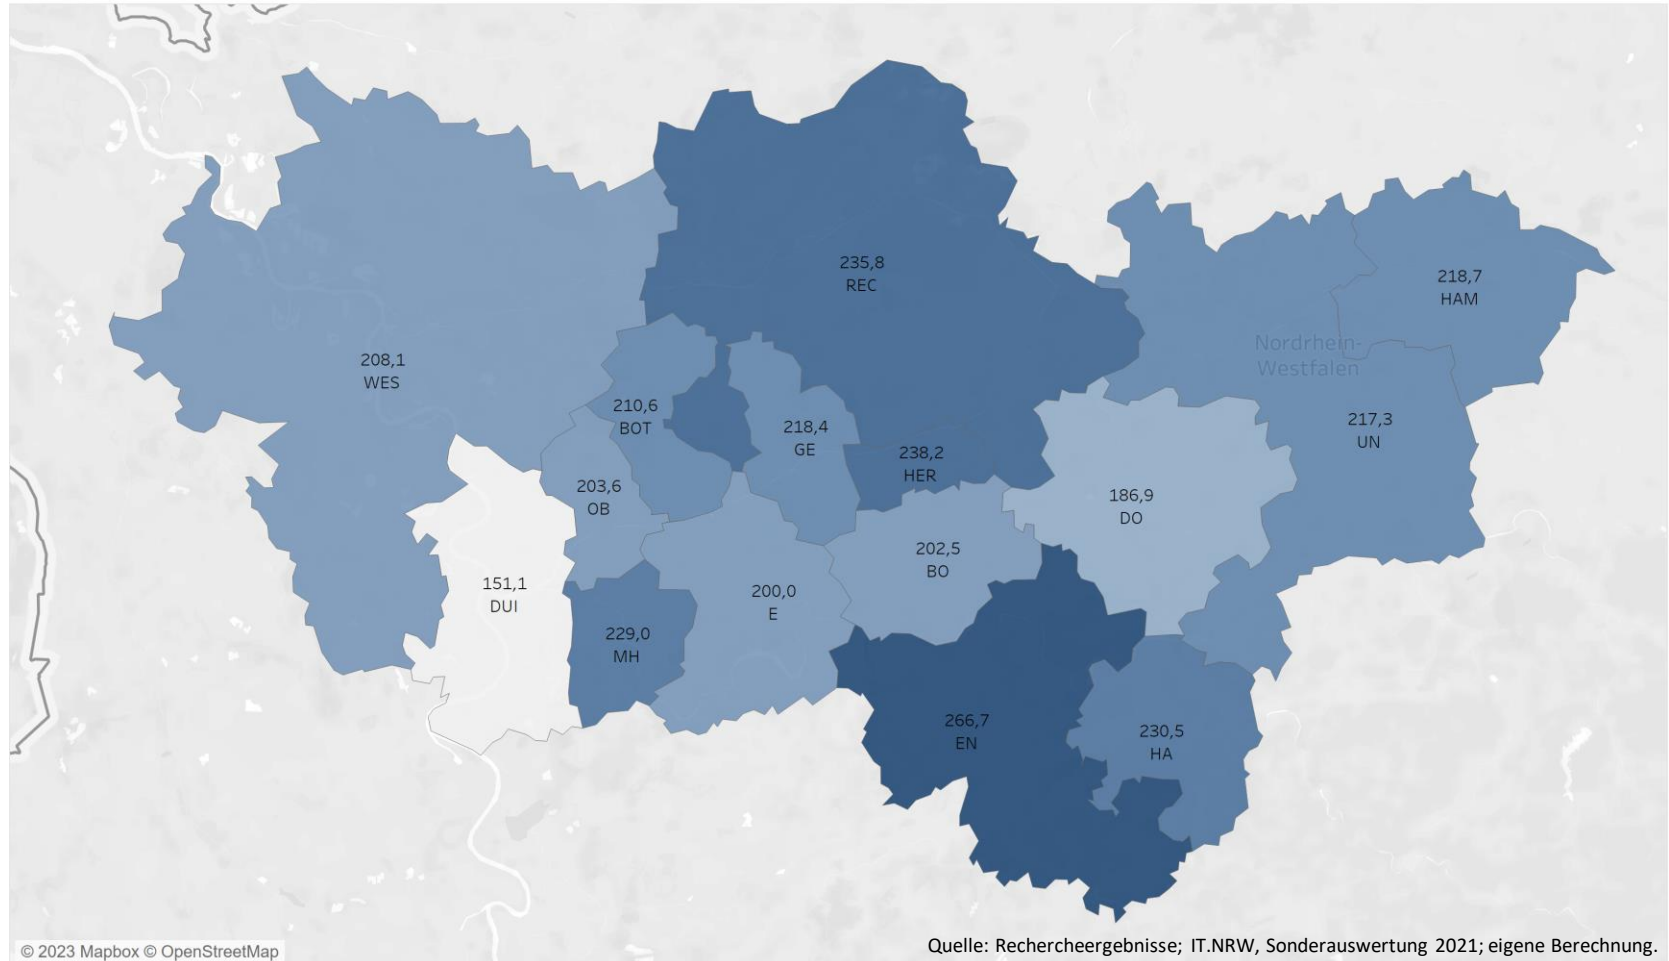 235,8
REC
218,7
HAM
Nordrhein-
Westfalen
208,1
WES
210,6
BOT
218,4
GE
217,3
UN
238,2
HER
203,6
OB
186,9
DO
202,5
BO
151,1
DUI
200,0
E
229,0
MH
266,7
EN
230,5
HA
Quelle: Rechercheergebnisse; IT.NRW, Sonderauswertung 2021; eigene Berechnung.
© 2023 Mapbox © OpenStreetMap